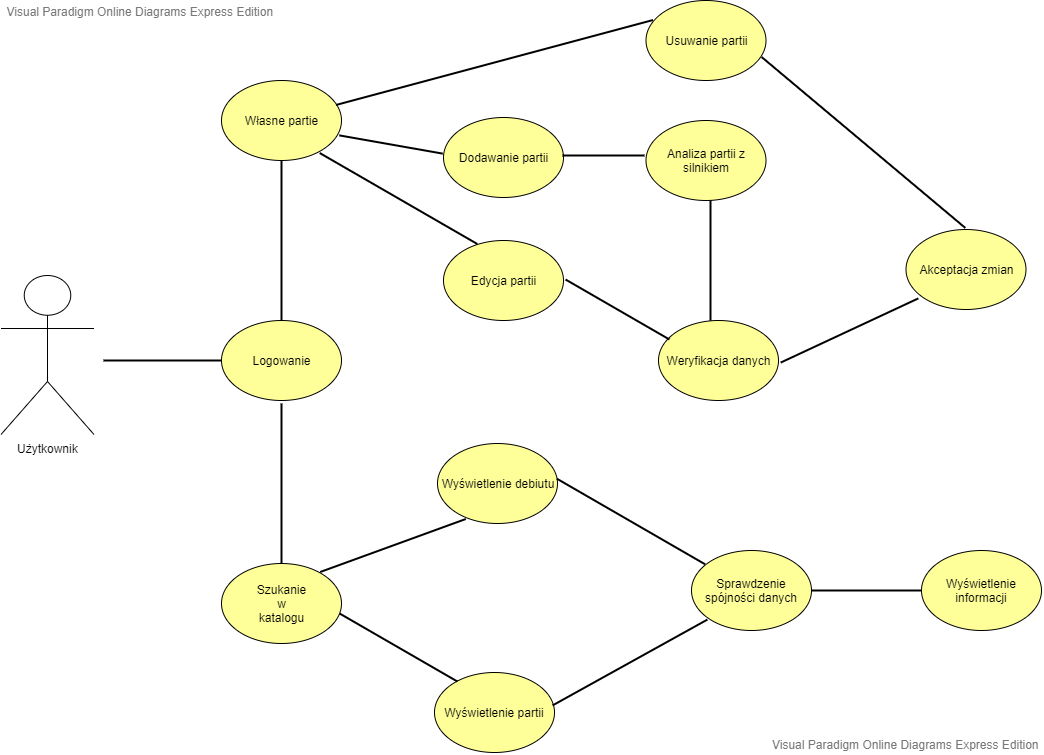 Visual Paradigm Online Diagrams Express Edition
Usuwanie partii
Własne partie
Dodawanie partii
Analiza partii z
silnikiem
Edycja partii
Akceptacja zmian
Logowanie
Weryfikacja danych
Użytkownik
Wyświetlenie debiutu
Szukanie
w
katalogu
Sprawdzenie
spójności danych
Wyświetlenie
informacji
Wyświetlenie partii
Visual Paradigm Online Diagrams Express Edition